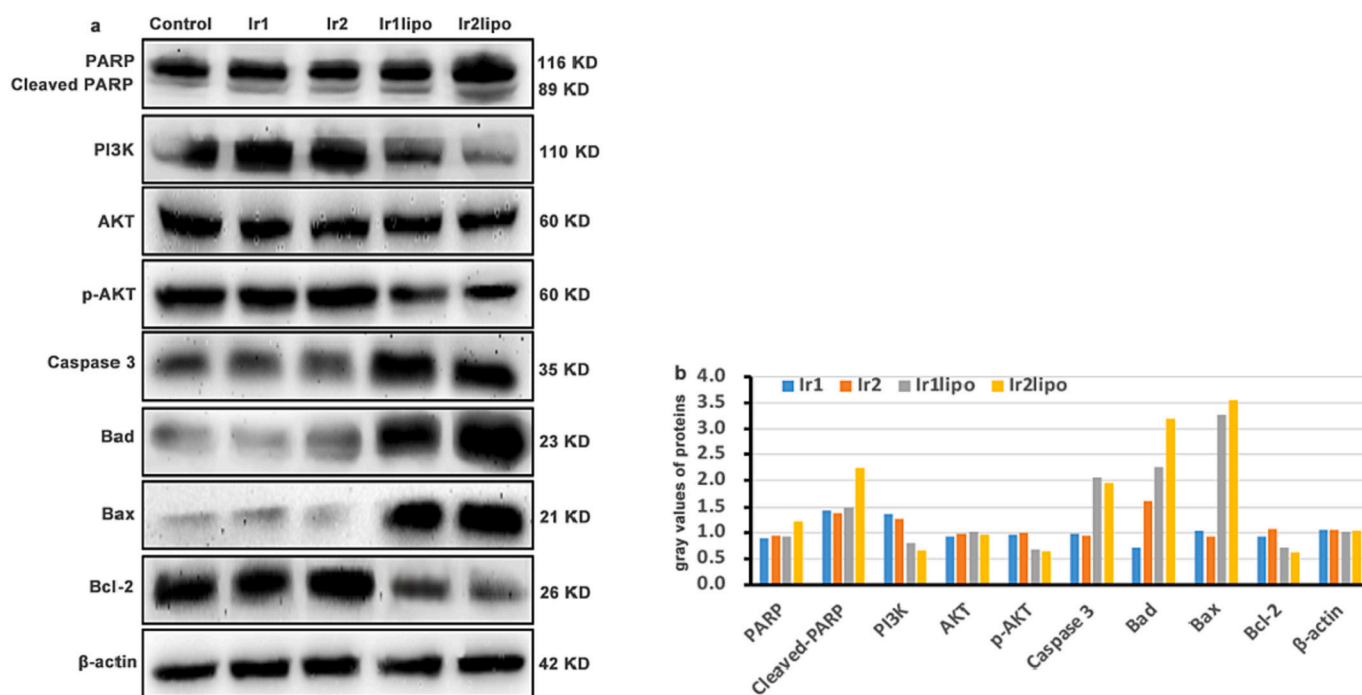 a
Control Ir1 Ir2 Ir1lipo Ir2lipo
PARP 116 KD
Cleaved PARP 89 KD
PI3K 110 KD
AKT 60 KD
p-AKT 60 KD
Caspase 3 35 KD
Bad 23 KD
Bax 21 KD
Bcl-2 26 KD
β-actin 42 KD
b
Ir1 Ir2 Ir1lipo Ir2lipo
gray values of proteins
4.0
3.5
3.0
2.5
2.0
1.5
1.0
0.5
0.0
PARP
Cleaved-PARP
PI3K
AKT
p-AKT
Caspase 3
Bad
Bax
Bcl-2
β-actin